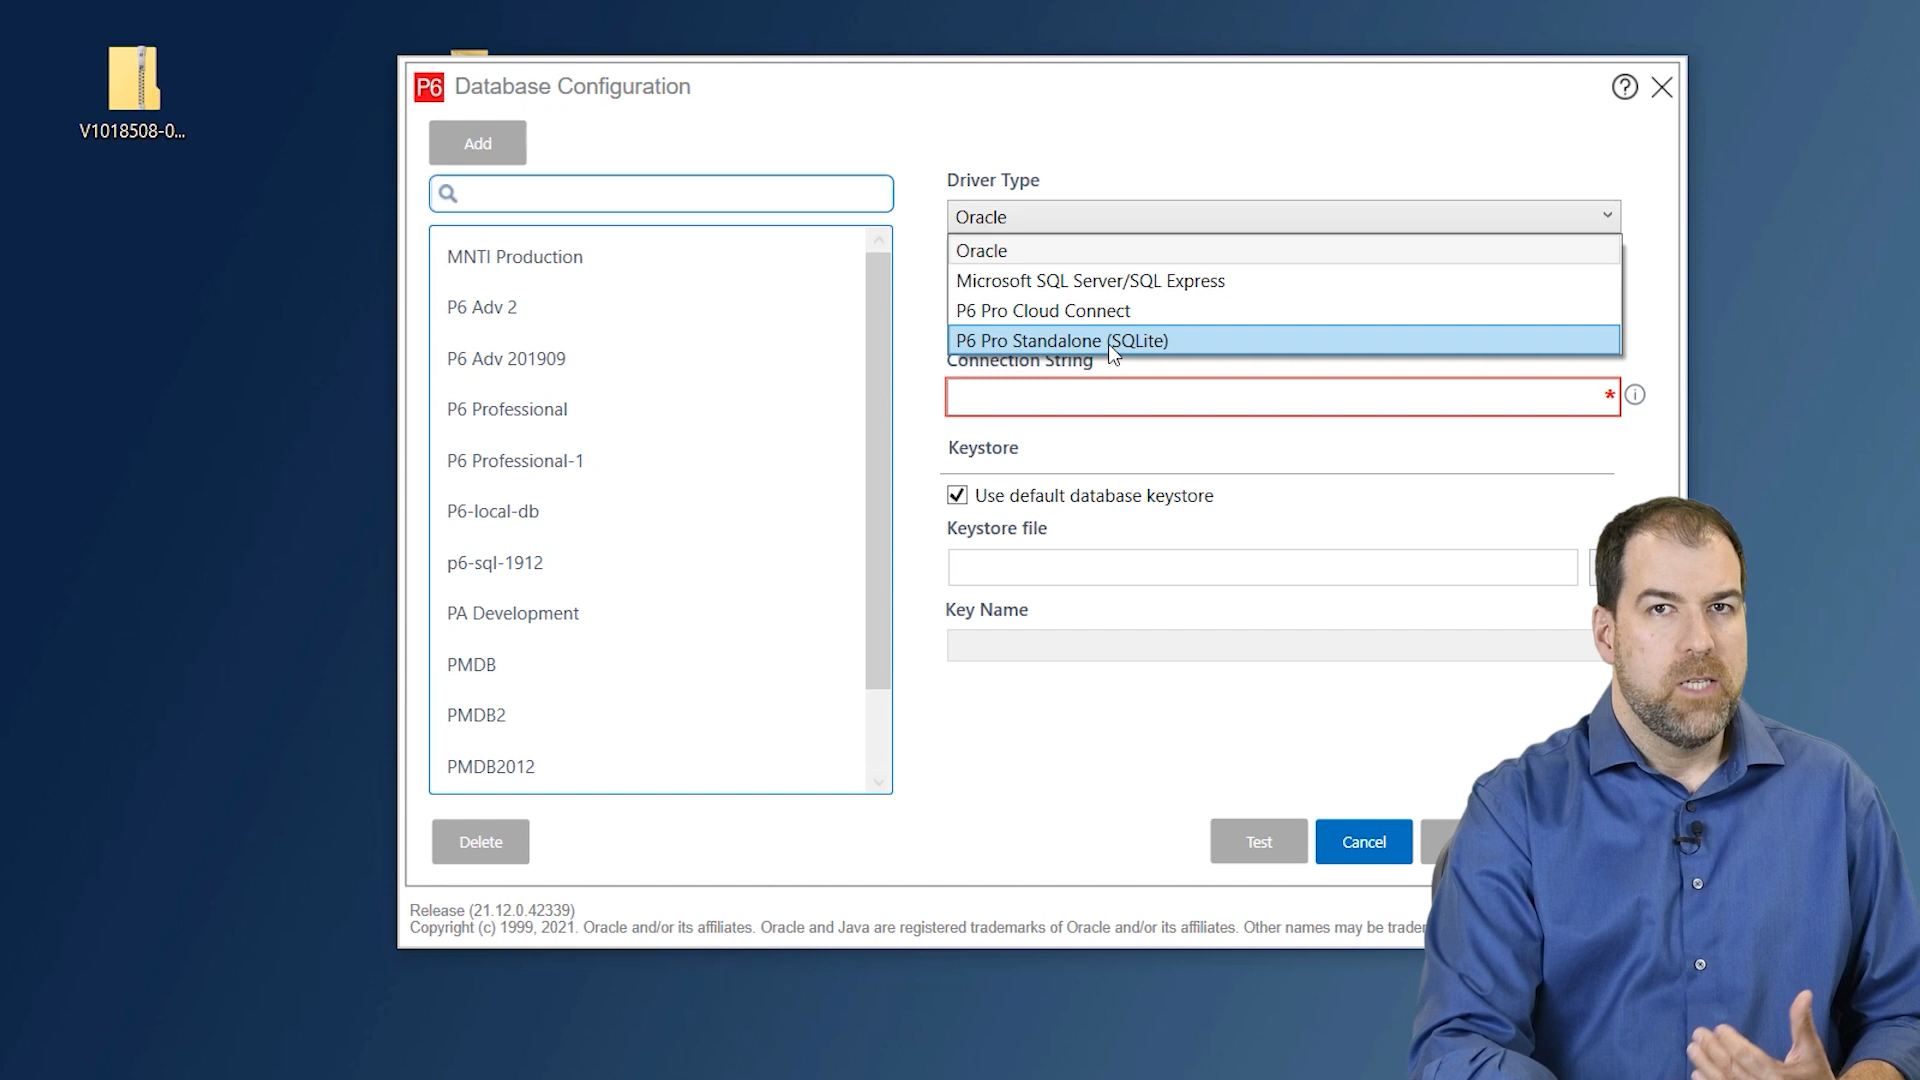 V1018508-0...
P6 Database Configuration
Add
Driver Type
Oracle
Oracle
Microsoft SQL Server/SQL Express
P6 Pro Cloud Connect
P6 Pro Standalone (SQLite)
Connection String
*
Keystore
Use default database keystore
Keystore file
Key Name
MNTI Production
P6 Adv 2
P6 Adv 201909
P6 Professional
P6 Professional-1
P6-local-db
p6-sql-1912
PA Development
PMDB
PMDB2
PMDB2012
Delete
Test
Cancel
Release (21.12.0.42339)
Copyright (c) 1999, 2021. Oracle and/or its affiliates. Oracle and Java are registered trademarks of Oracle and/or its affiliates. Other names may be trader